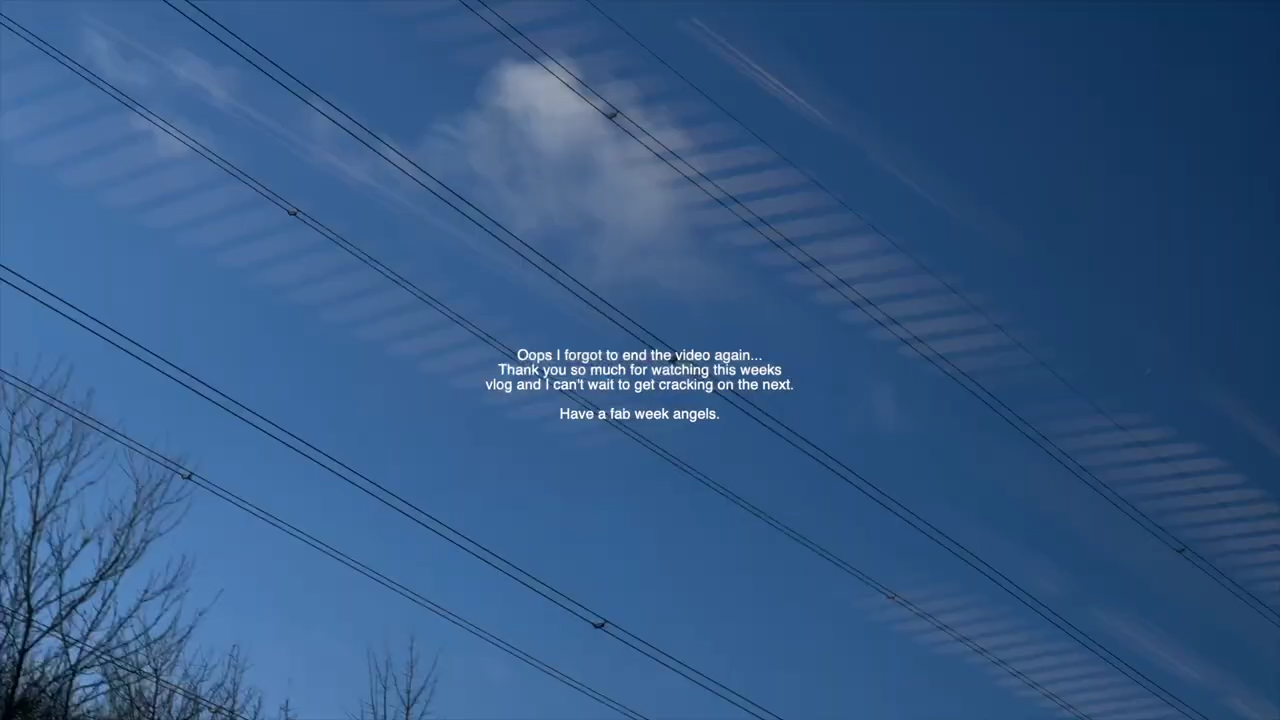 Oops I forgot to end the video again...
Thank you so much for watching this weeks
vlog and I can't wait to get cracking on the next.
Have a fab week angels.